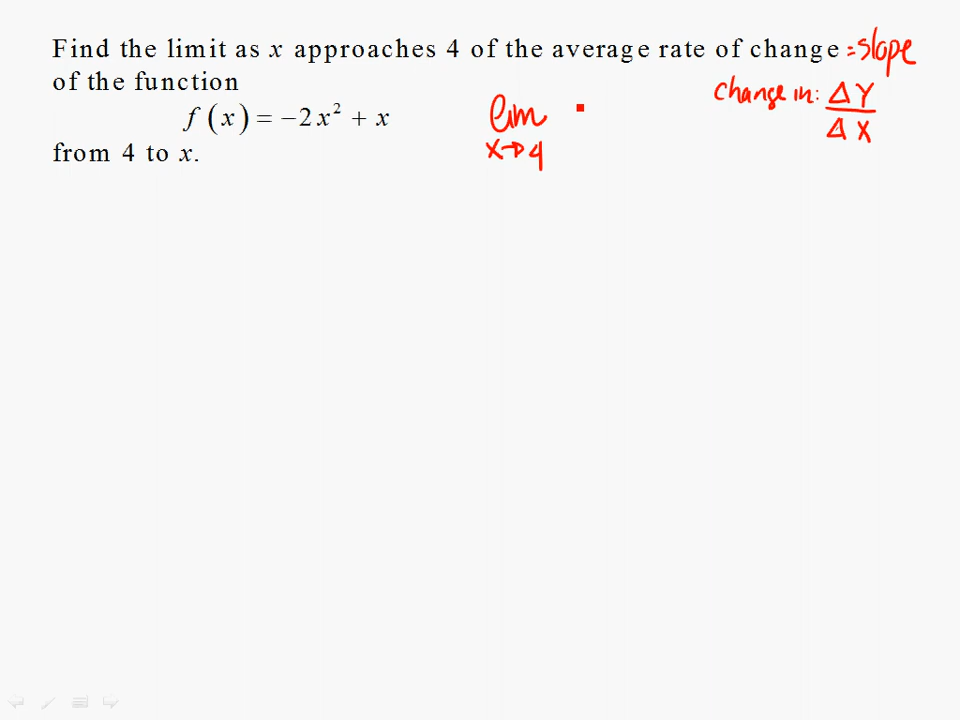 Find the limit as x approaches 4 of the average rate of change = slope
of the function
change in: ΔY
ΔX
f(x) = −2x² + x
lim
x→4
from 4 to x.